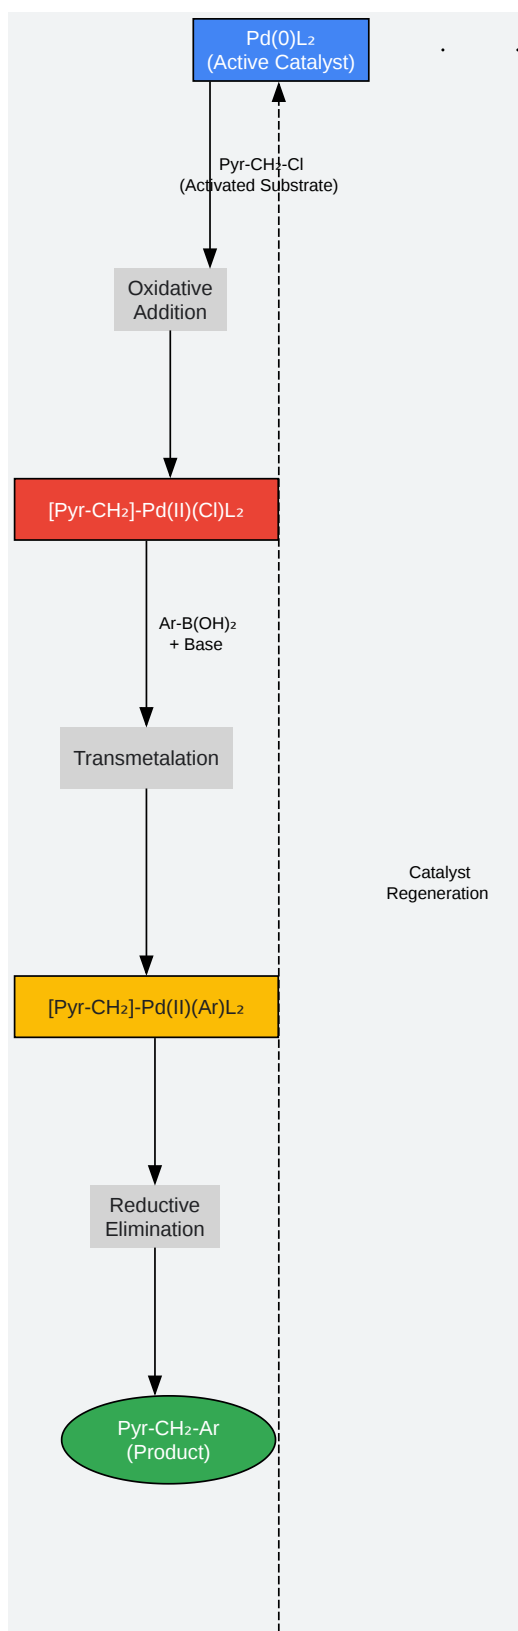 Pd(0)L₂
(Active Catalyst)
Pyr-CH₂-Cl
(Activated Substrate)
Oxidative
Addition
[Pyr-CH₂]-Pd(II)(Cl)L₂
Ar-B(OH)₂
+ Base
Transmetalation
Catalyst
Regeneration
[Pyr-CH₂]-Pd(II)(Ar)L₂
Reductive
Elimination
Pyr-CH₂-Ar
(Product)